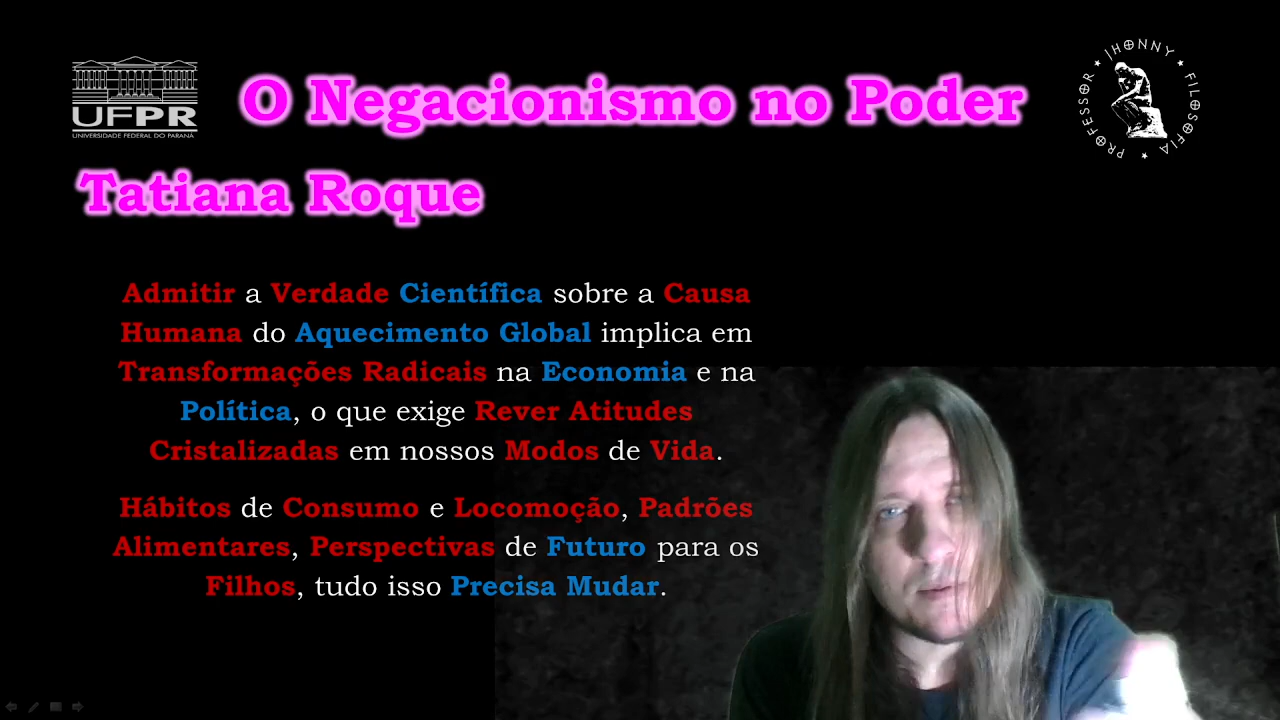 UFPR
UNIVERSIDADE FEDERAL DO PARANÁ
O Negacionismo no Poder
PROFESSOR ★ JHONNY ★ FILOSOFIA ★
Tatiana Roque
Admitir a Verdade Científica sobre a Causa
Humana do Aquecimento Global implica em
Transformações Radicais na Economia e na
Política, o que exige Rever Atitudes
Cristalizadas em nossos Modos de Vida.
Hábitos de Consumo e Locomoção, Padrões
Alimentares, Perspectivas de Futuro para os
Filhos, tudo isso Precisa Mudar.